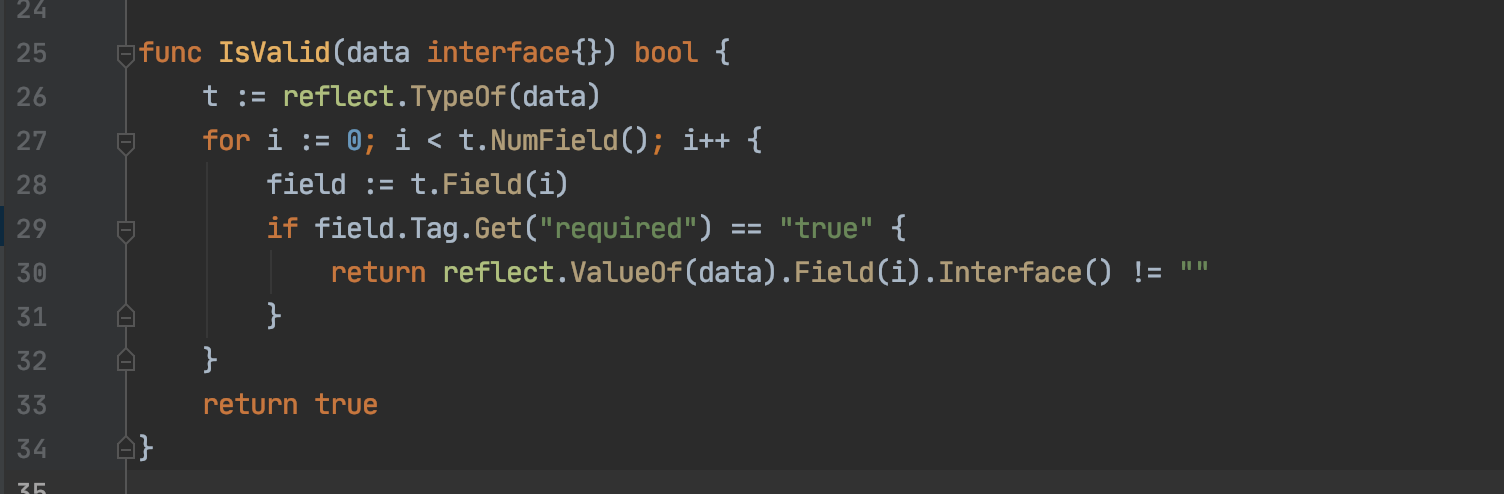 24
25 func IsValid(data interface{}) bool {
26     t := reflect.TypeOf(data)
27     for i := 0; i < t.NumField(); i++ {
28         field := t.Field(i)
29         if field.Tag.Get("required") == "true" {
30             return reflect.ValueOf(data).Field(i).Interface() != ""
31         }
32     }
33     return true
34 }
35